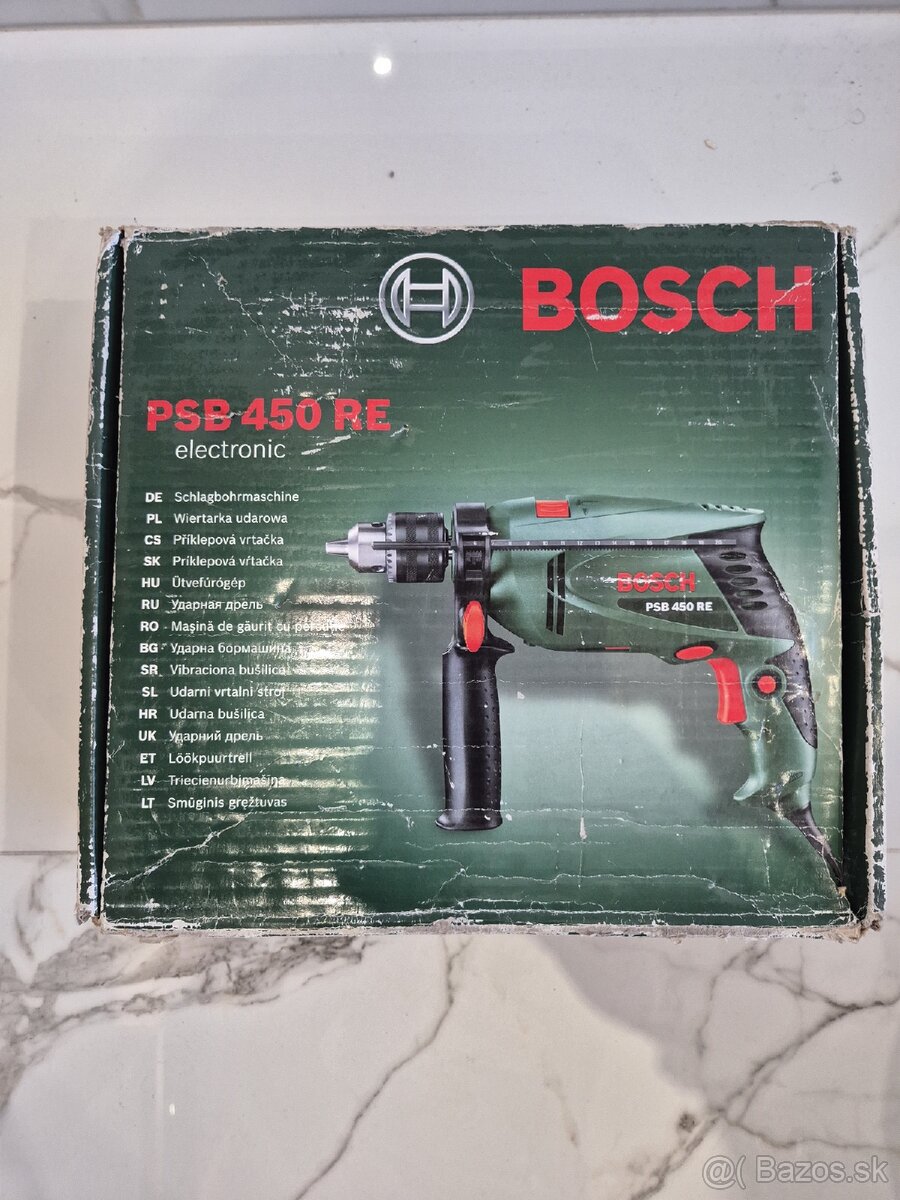 BOSCH
PSB 450 RE
electronic
DE Schlagbohrmaschine
PL Wiertarka udarowa
CS Příklepová vrtačka
SK Príklepová vŕtačka
HU Ütvefúrógép
RU Ударная дрель
RO Maşină de găurit cu percuţie
BG Ударна бормашина
SR Vibraciona bušilica
SL Udarni vrtalni stroj
HR Udarna bušilica
UK Ударний дрель
ET Löökpuurtrell
LV Triecienurbjmašīna
LT Smūginis gręžtuvas
BOSCH
PSB 450 RE
@( Bazos.sk